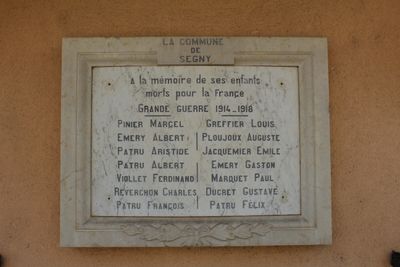 LA COMMUNE
DE
SEGNY
A la mémoire de ses enfants
morts pour la France
GRANDE GUERRE 1914-1918
PINIER MARCEL GREFFIER LOUIS
EMERY ALBERT PLOUJOUX AUGUSTE
PATRU ARISTIDE JACQUEMIER EMILE
PATRU ALBERT EMERY GASTON
VIOLLET FERDINAND MARQUET PAUL
REVERCHON CHARLES DUCRET GUSTAVE
PATRU FRANÇOIS PATRU FÉLIX